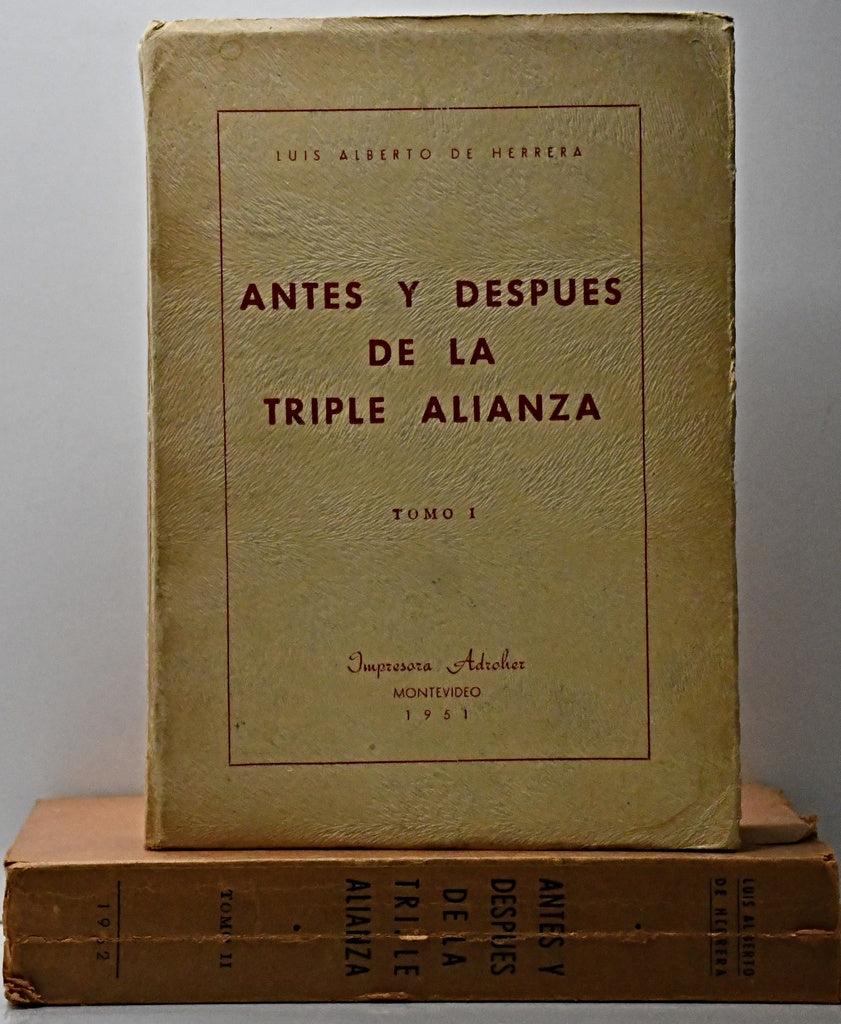 LUIS ALBERTO DE HERRERA
ANTES Y DESPUES
DE LA
TRIPLE ALIANZA
TOMO I
Impresora Adroher
MONTEVIDEO
1951
LUIS ALBERTO
DE HERRERA
ANTES Y
DESPUES
DE LA
TRIPLE
ALIANZA
TOMO II